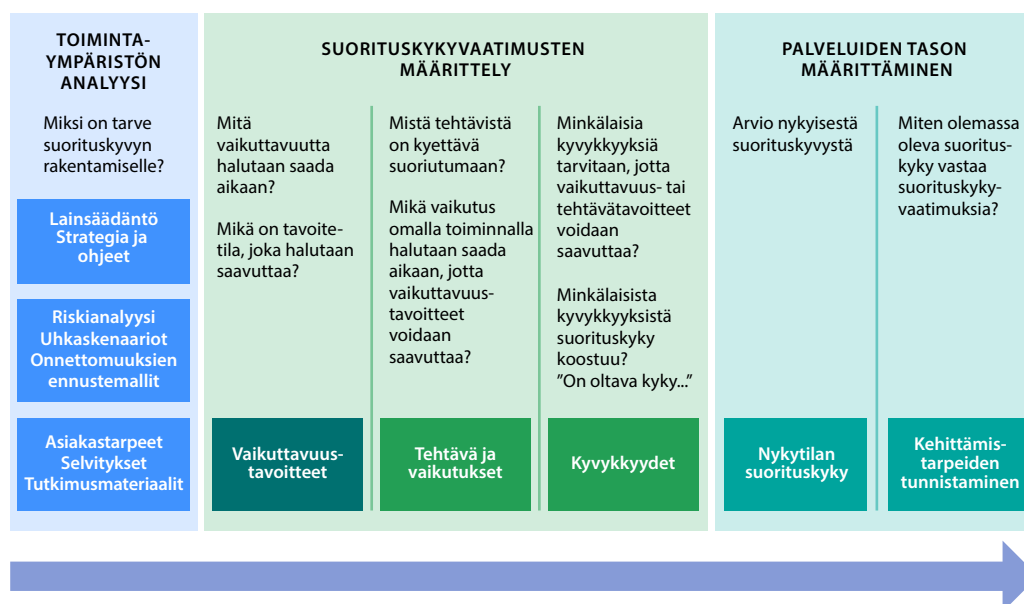 TOIMINTA-
YMPÄRISTÖN
ANALYYSI
Miksi on tarve
suorituskyvyn
rakentamiselle?
Lainsäädäntö
Strategia ja
ohjeet
Riskianalyysi
Uhkaskenaariot
Onnettomuuksien
ennustemallit
Asiakastarpeet
Selvitykset
Tutkimusmateriaalit
SUORITUSKYKYVAATIMUSTEN
MÄÄRITTELY
Mitä
vaikuttavuutta
halutaan saada
aikaan?
Mikä on tavoite-
tila, joka halutaan
saavuttaa?
Vaikuttavuus-
tavoitteet
Mistä tehtävistä
on kyettävä
suoriutumaan?
Mikä vaikutus
omalla toiminnalla
halutaan saada
aikaan, jotta
vaikuttavuus-
tavoitteet
voidaan
saavuttaa?
Tehtävä ja
vaikutukset
Minkälaisia
kyvykkyyksiä
tarvitaan, jotta
vaikuttavuus- tai
tehtävätavoitteet
voidaan
saavuttaa?
Minkälaisista
kyvykkyyksistä
suorituskyky
koostuu?
”On oltava kyky...”
Kyvykkyydet
PALVELUIDEN TASON
MÄÄRITTÄMINEN
Arvio nykyisestä
suorituskyvystä
Nykytilan
suorituskyky
Miten olemassa
oleva suoritus-
kyky vastaa
suorituskyky-
vaatimuksia?
Kehittämis-
tarpeiden
tunnistaminen